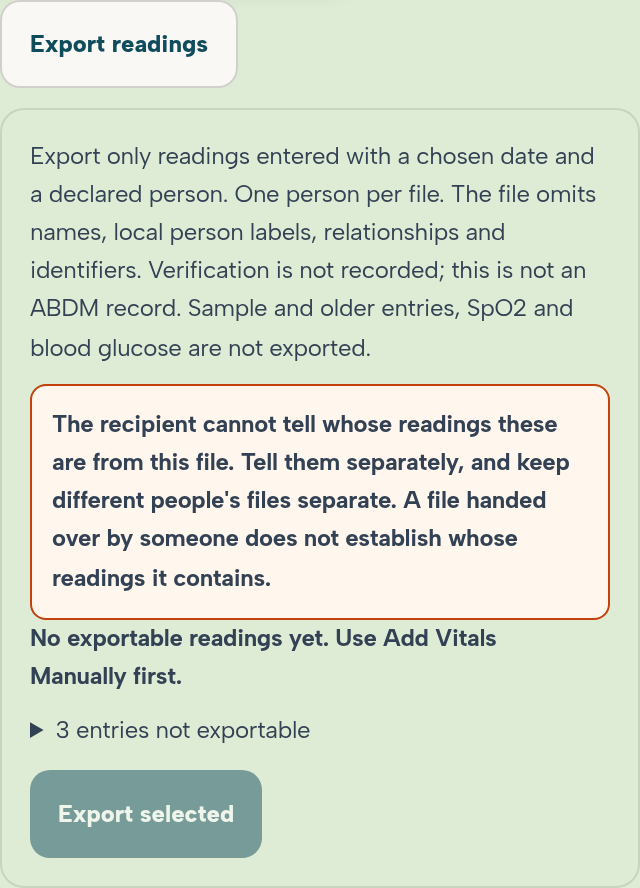 Export readings
Export only readings entered with a chosen date and
a declared person. One person per file. The file omits
names, local person labels, relationships and
identifiers. Verification is not recorded; this is not an
ABDM record. Sample and older entries, SpO2 and
blood glucose are not exported.
The recipient cannot tell whose readings these
are from this file. Tell them separately, and keep
different people's files separate. A file handed
over by someone does not establish whose
readings it contains.
No exportable readings yet. Use Add Vitals
Manually first.
3 entries not exportable
Export selected